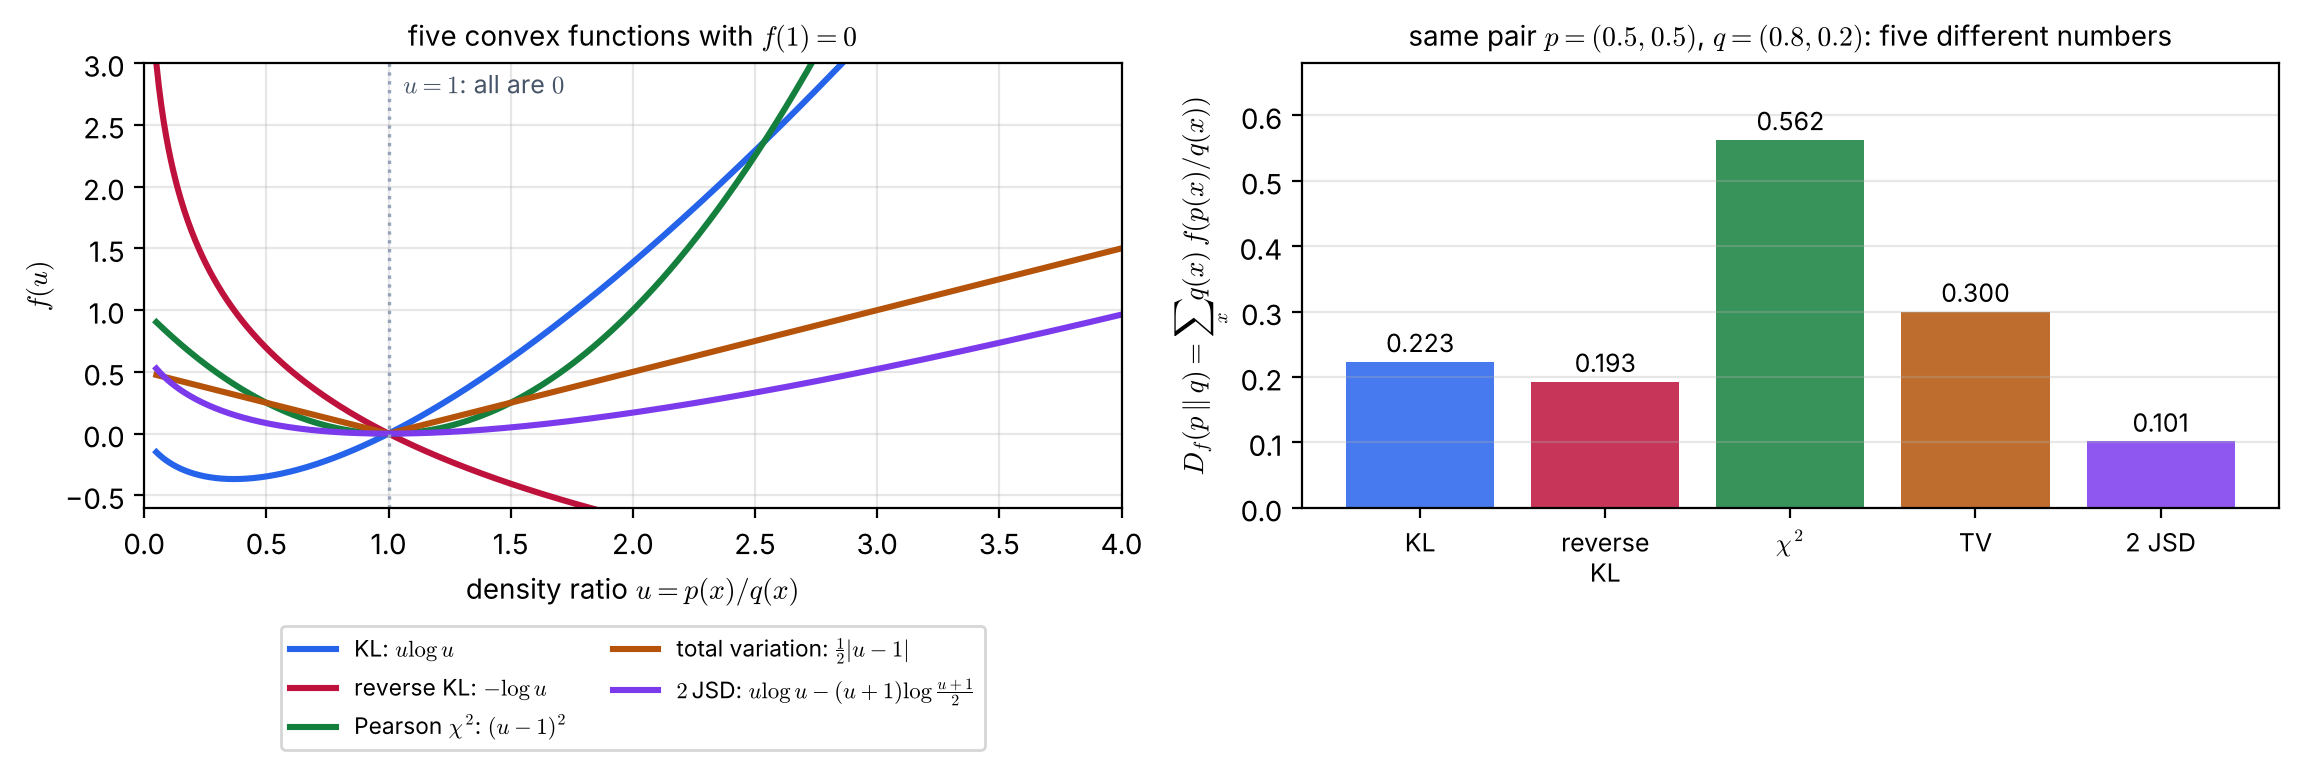 five convex functions with f(1) = 0
3.0
2.5
2.0
1.5
1.0
0.5
0.0
−0.5
f(u)
u = 1: all are 0
0.0 0.5 1.0 1.5 2.0 2.5 3.0 3.5 4.0
density ratio u = p(x)/q(x)
KL: u log u
reverse KL: − log u
Pearson χ²: (u − 1)²
total variation: ½|u − 1|
2 JSD: u log u − (u + 1) log (u+1)/2
same pair p = (0.5, 0.5), q = (0.8, 0.2): five different numbers
D_f(p ∥ q) = ∑_x q(x) f(p(x)/q(x))
0.6
0.5
0.4
0.3
0.2
0.1
0.0
0.223
0.193
0.562
0.300
0.101
KL
reverse
KL
χ²
TV
2 JSD